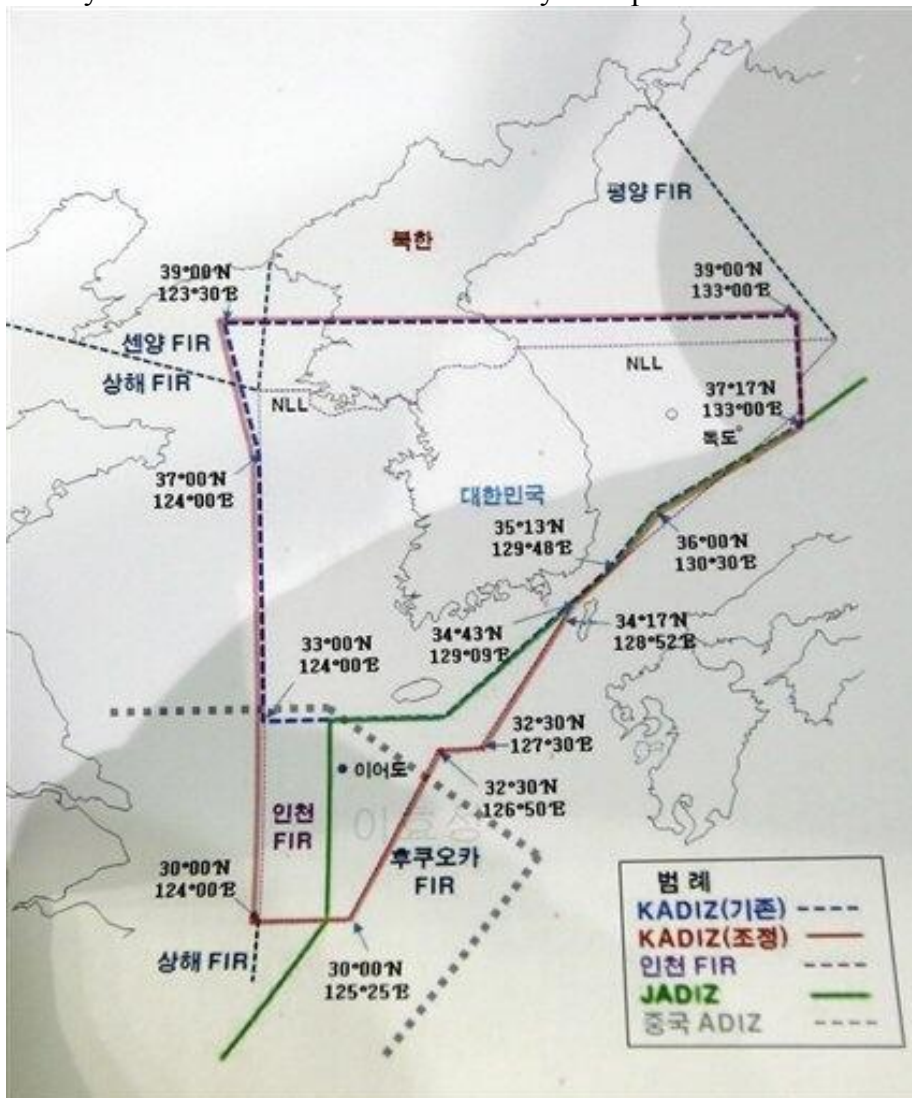 평양 FIR
북한
39°00'N
123°30'E
39°00'N
133°00'E
센양 FIR
상해 FIR
NLL
NLL
37°17'N
133°00'E
독도
37°00'N
124°00'E
대한민국
35°13'N
129°48'E
36°00'N
130°30'E
34°43'N
129°09'E
34°17'N
128°52'E
33°00'N
124°00'E
32°30'N
127°30'E
이어도
32°30'N
126°50'E
인천
FIR
이효성
후쿠오카
FIR
30°00'N
124°00'E
상해 FIR
30°00'N
125°25'E
범 례
KADIZ(기존)
KADIZ(조정)
인천 FIR
JADIZ
중국 ADIZ